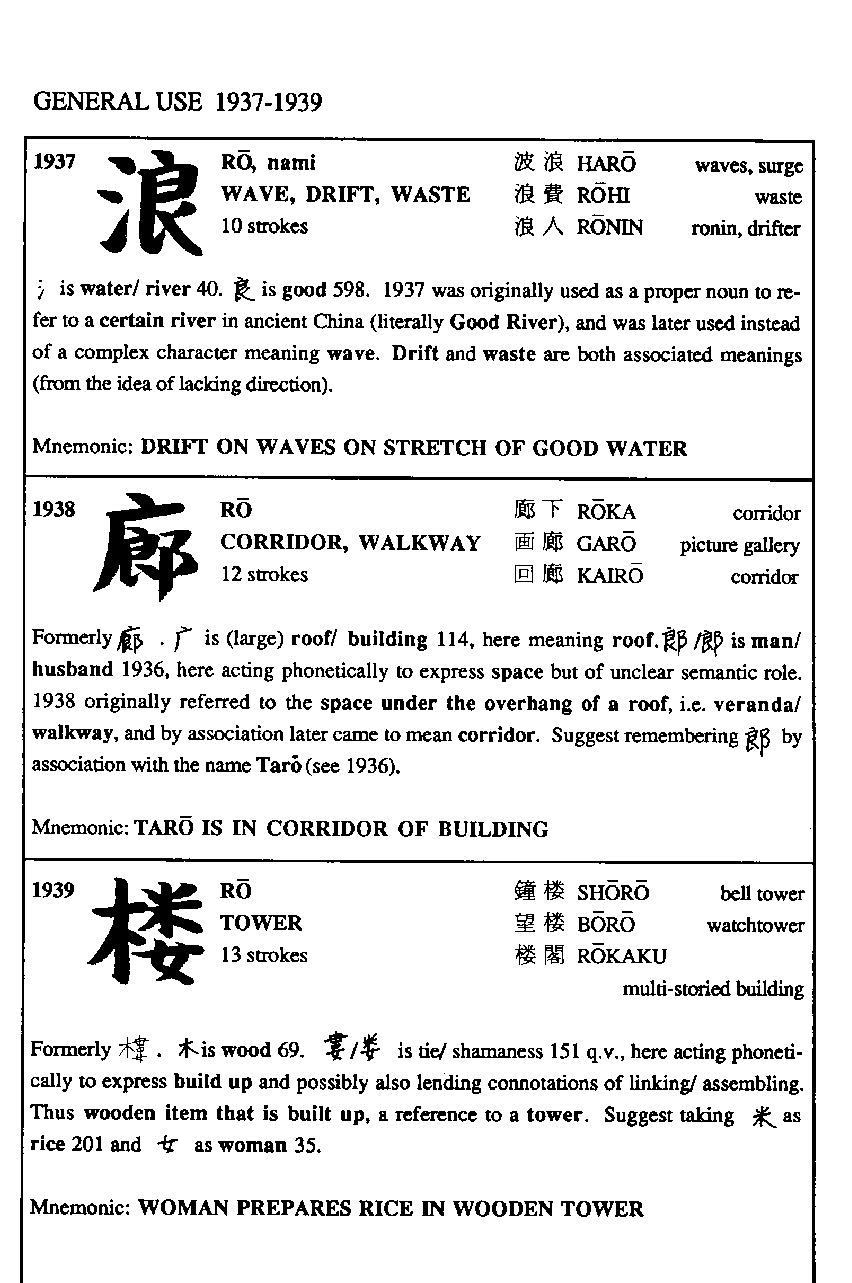 GENERAL USE 1937-1939
1937 浪 RŌ, nami 波浪 HARŌ waves, surge
WAVE, DRIFT, WASTE 浪費 RŌHI waste
10 strokes 浪人 RŌNIN ronin, drifter
氵 is water/ river 40. 良 is good 598. 1937 was originally used as a proper noun to re-
fer to a certain river in ancient China (literally Good River), and was later used instead
of a complex character meaning wave. Drift and waste are both associated meanings
(from the idea of lacking direction).
Mnemonic: DRIFT ON WAVES ON STRETCH OF GOOD WATER
1938 廊 RŌ 廊下 RŌKA corridor
CORRIDOR, WALKWAY 画廊 GARŌ picture gallery
12 strokes 回廊 KAIRŌ corridor
Formerly 廊. 广 is (large) roof/ building 114, here meaning roof. 郎/郞 is man/
husband 1936, here acting phonetically to express space but of unclear semantic role.
1938 originally referred to the space under the overhang of a roof, i.e. veranda/
walkway, and by association later came to mean corridor. Suggest remembering 郎 by
association with the name Tarō (see 1936).
Mnemonic: TARŌ IS IN CORRIDOR OF BUILDING
1939 楼 RŌ 鐘楼 SHŌRŌ bell tower
TOWER 望楼 BŌRŌ watchtower
13 strokes 楼閣 RŌKAKU
multi-storied building
Formerly 樓. 木 is wood 69. 婁/娄 is tie/ shamaness 151 q.v., here acting phoneti-
cally to express build up and possibly also lending connotations of linking/ assembling.
Thus wooden item that is built up, a reference to a tower. Suggest taking 米 as
rice 201 and 女 as woman 35.
Mnemonic: WOMAN PREPARES RICE IN WOODEN TOWER